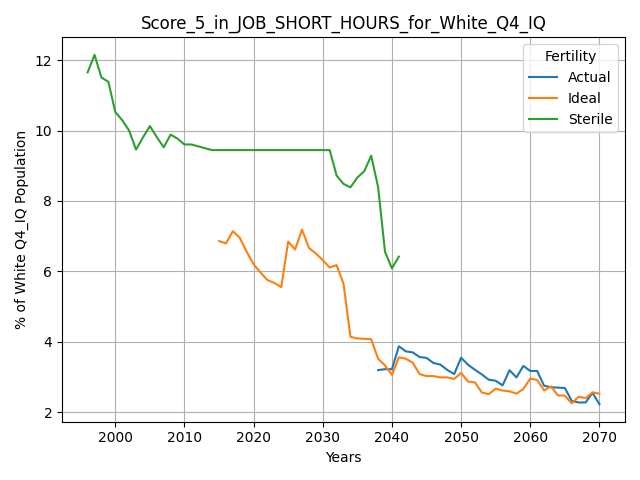 Score_5_in_JOB_SHORT_HOURS_for_White_Q4_IQ
Fertility
Actual
Ideal
Sterile
% of White Q4_IQ Population
12
10
8
6
4
2
2000
2010
2020
2030
2040
2050
2060
2070
Years